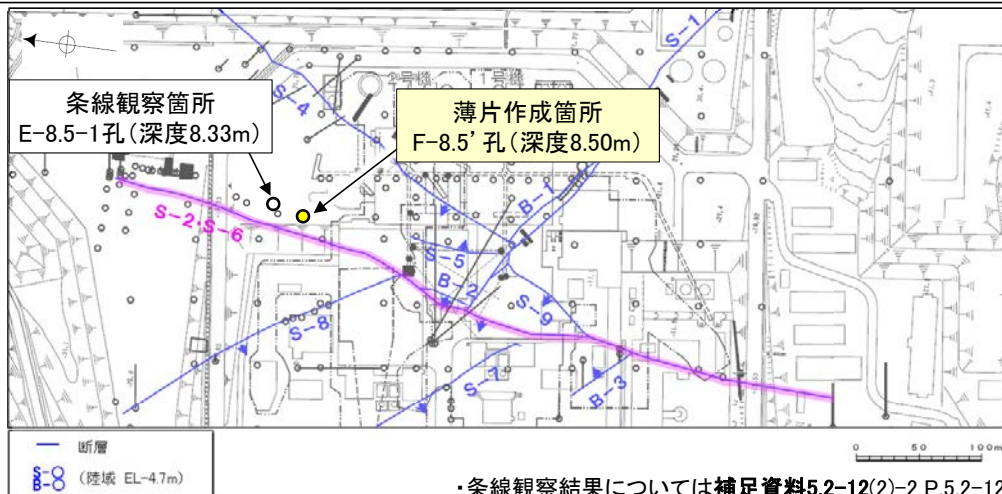 条線観察箇所
E-8.5-1孔(深度8.33m)
薄片作成箇所
F-8.5’孔(深度8.50m)
2号機
1号機
S-1
S-4
B-1
S-2・S-6
S-5
B-2
S-9
S-8
S-7
B-3
断層
S-8
B-8
(陸域 EL-4.7m)
0 50 100m
・条線観察結果については補足資料5.2-12(2)-2 P.5.2-12